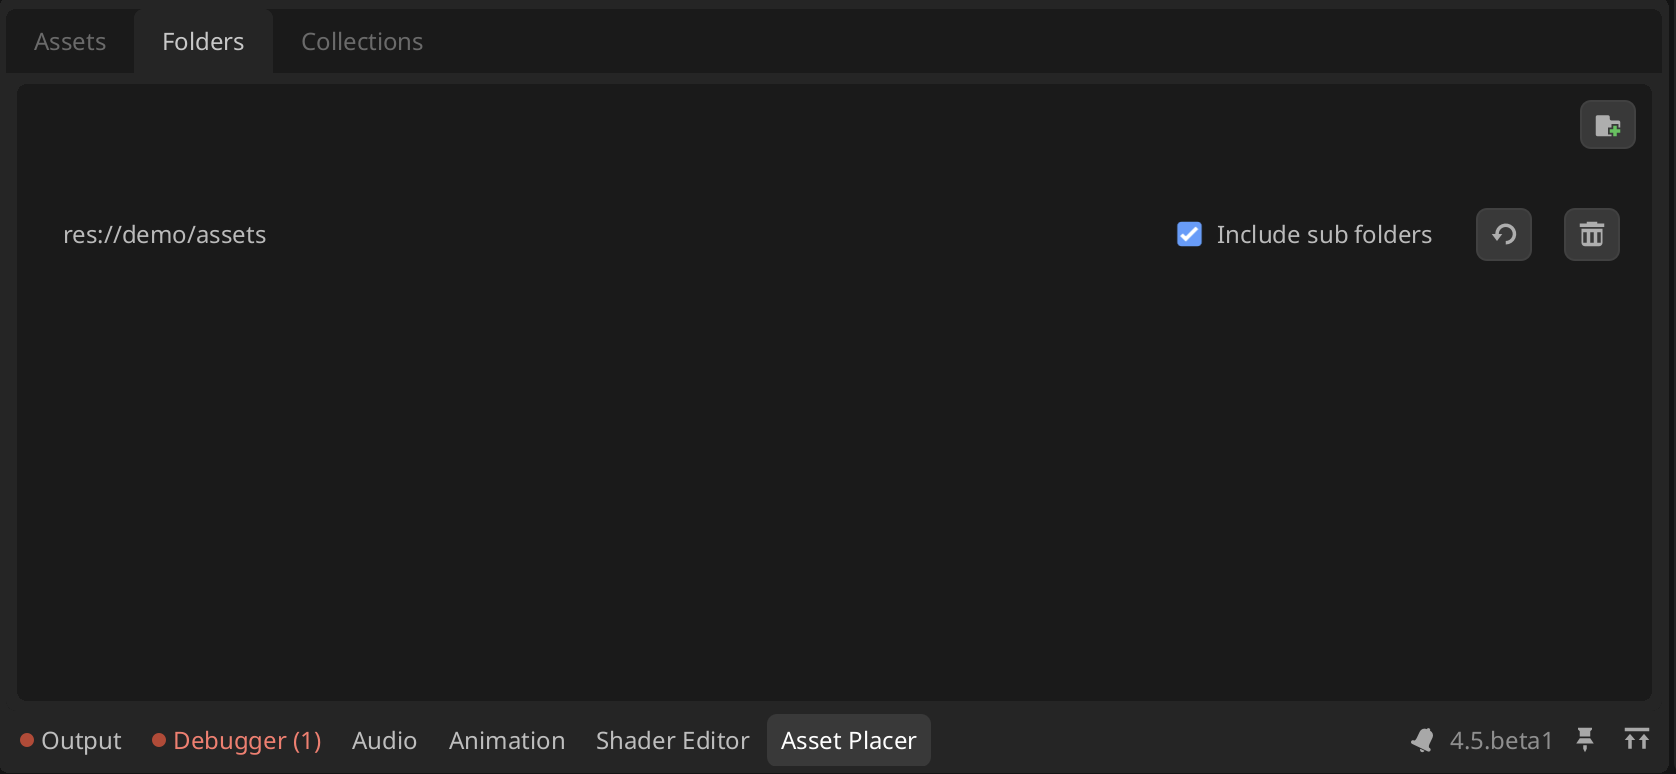 Assets Folders Collections
res://demo/assets Include sub folders
Output Debugger (1) Audio Animation Shader Editor Asset Placer 4.5.beta1